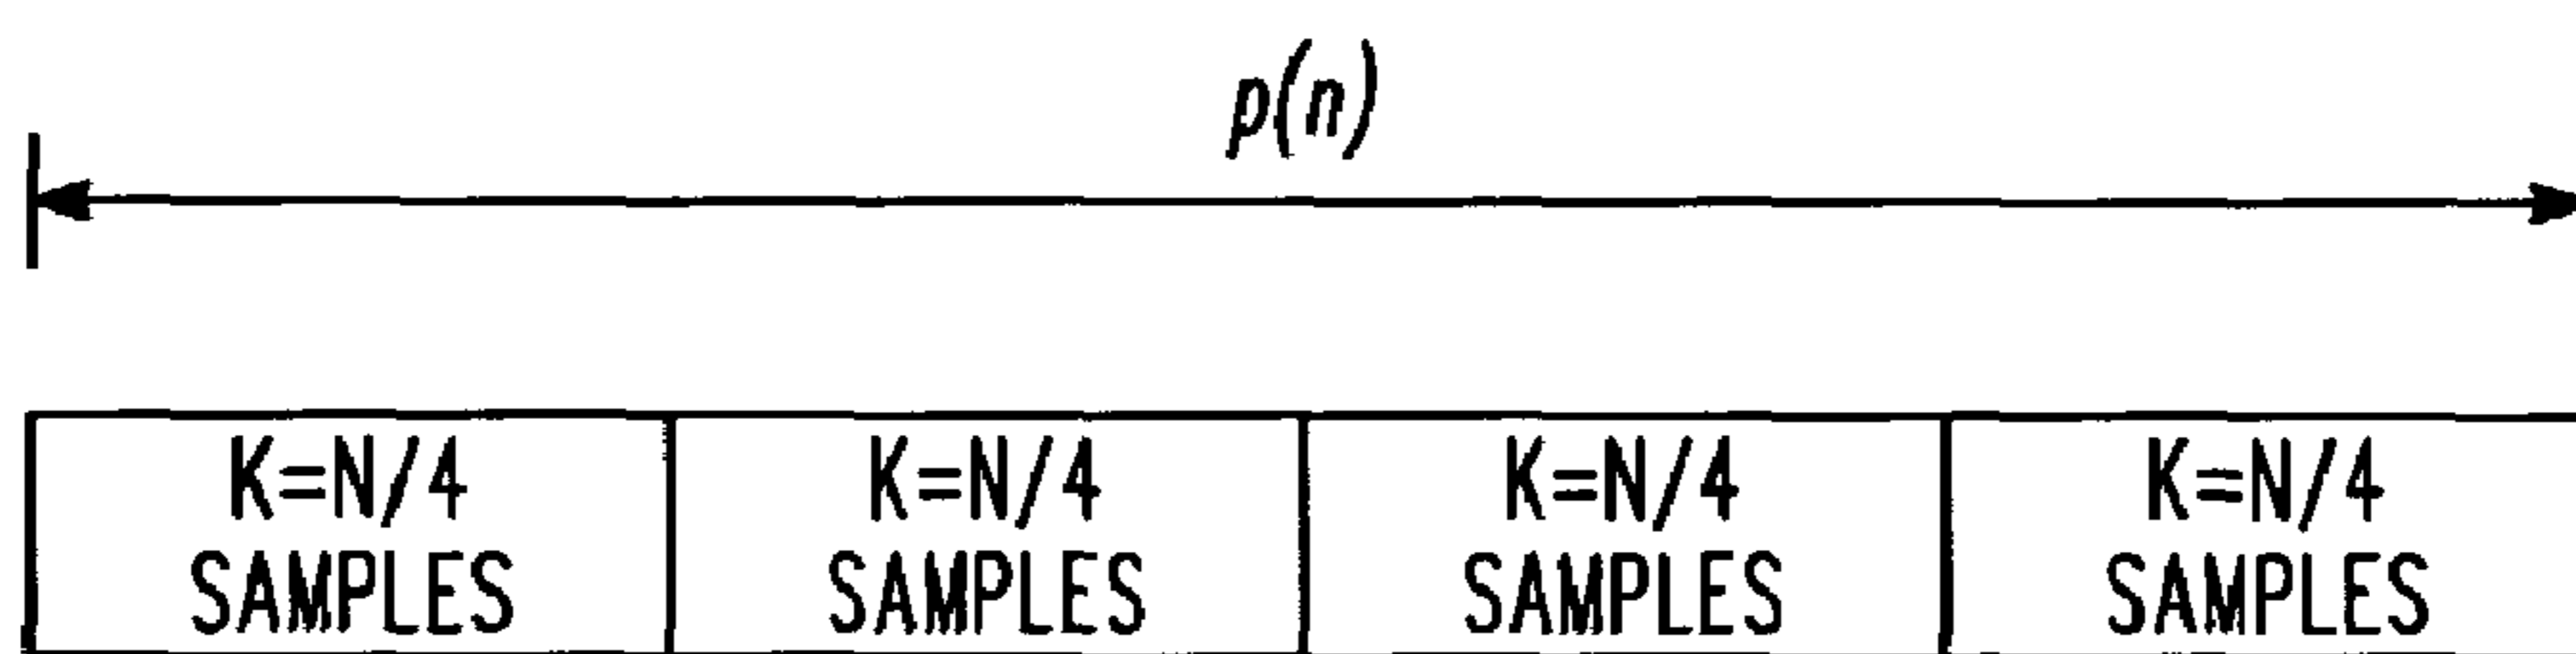 p(n)
K=N/4 K=N/4 K=N/4 K=N/4
SAMPLES SAMPLES SAMPLES SAMPLES